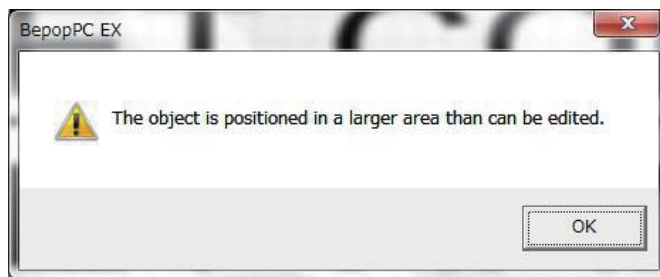 BepopPC EX
The object is positioned in a larger area than can be edited.
OK